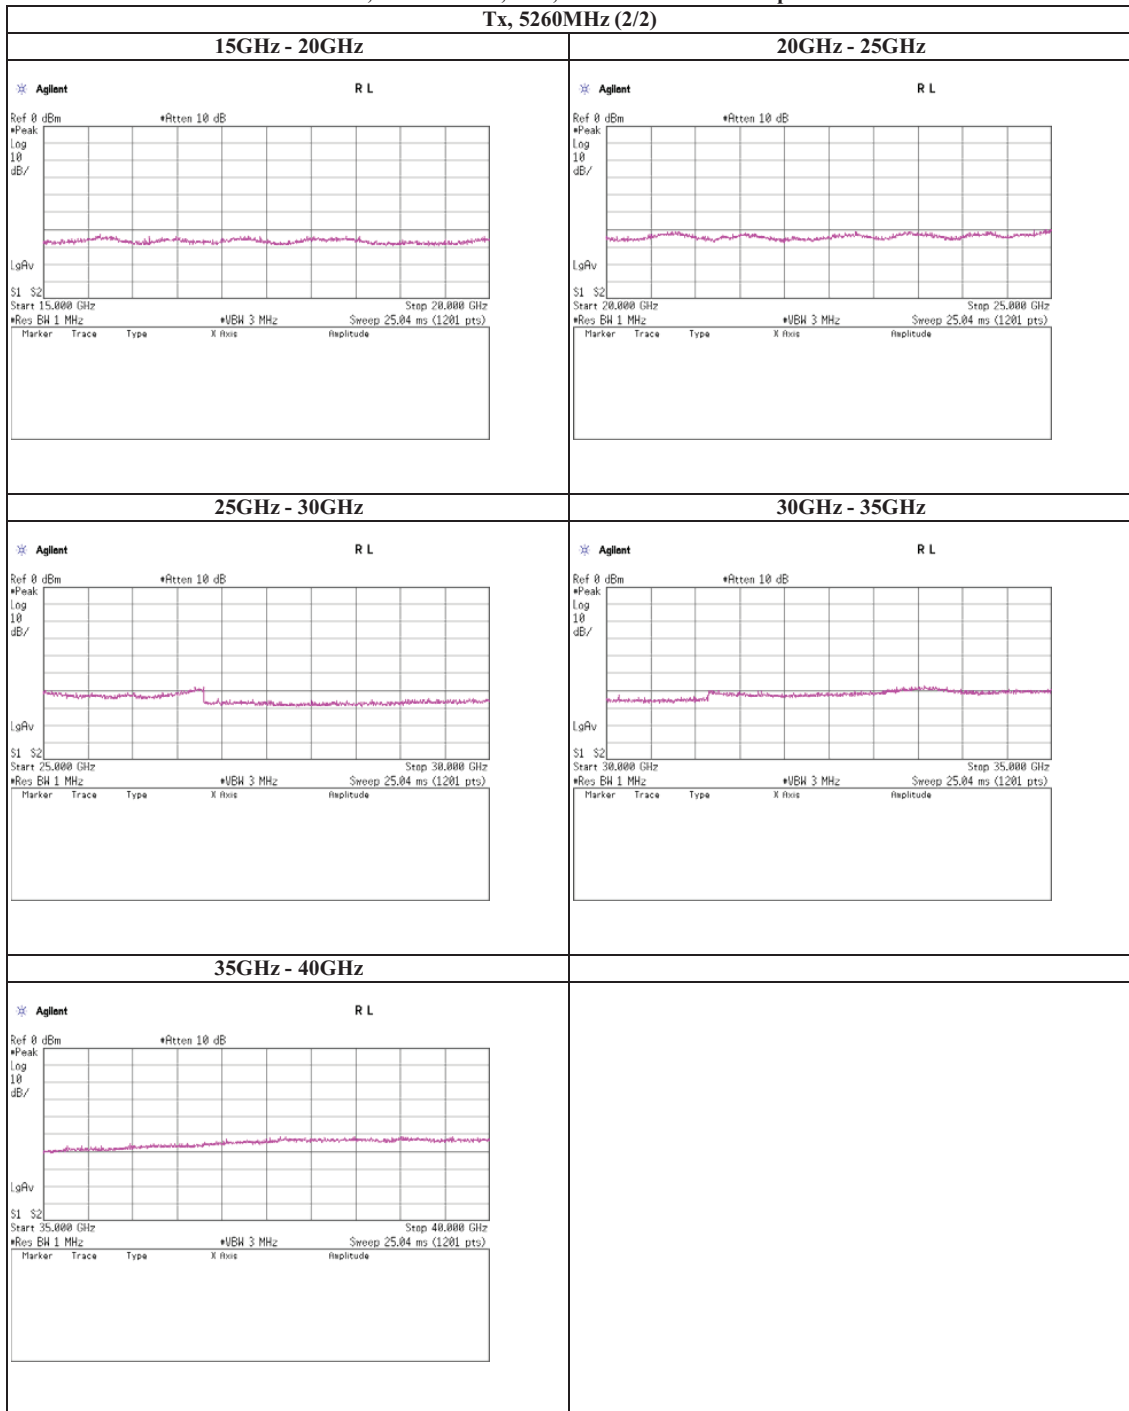 Tx, 5260MHz (2/2)
15GHz - 20GHz
20GHz - 25GHz
Agilent R L
Ref 0 dBm #Atten 10 dB
#Peak
Log
10
dB/
LgAv
S1 S2
Start 15.000 GHz Stop 20.000 GHz
#Res BW 1 MHz #VBW 3 MHz Sweep 25.04 ms (1201 pts)
Marker Trace Type X Axis Amplitude
Agilent R L
Ref 0 dBm #Atten 10 dB
#Peak
Log
10
dB/
LgAv
S1 S2
Start 20.000 GHz Stop 25.000 GHz
#Res BW 1 MHz #VBW 3 MHz Sweep 25.04 ms (1201 pts)
Marker Trace Type X Axis Amplitude
25GHz - 30GHz
30GHz - 35GHz
Agilent R L
Ref 0 dBm #Atten 10 dB
#Peak
Log
10
dB/
LgAv
S1 S2
Start 25.000 GHz Stop 30.000 GHz
#Res BW 1 MHz #VBW 3 MHz Sweep 25.04 ms (1201 pts)
Marker Trace Type X Axis Amplitude
Agilent R L
Ref 0 dBm #Atten 10 dB
#Peak
Log
10
dB/
LgAv
S1 S2
Start 30.000 GHz Stop 35.000 GHz
#Res BW 1 MHz #VBW 3 MHz Sweep 25.04 ms (1201 pts)
Marker Trace Type X Axis Amplitude
35GHz - 40GHz
Agilent R L
Ref 0 dBm #Atten 10 dB
#Peak
Log
10
dB/
LgAv
S1 S2
Start 35.000 GHz Stop 40.000 GHz
#Res BW 1 MHz #VBW 3 MHz Sweep 25.04 ms (1201 pts)
Marker Trace Type X Axis Amplitude